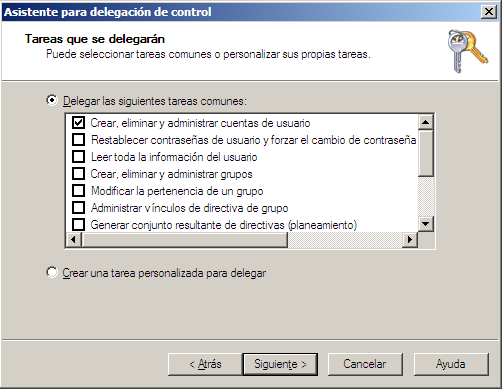 Asistente para delegación de control
Tareas que se delegarán
Puede seleccionar tareas comunes o personalizar sus propias tareas.
Delegar las siguientes tareas comunes:
Crear, eliminar y administrar cuentas de usuario
Restablecer contraseñas de usuario y forzar el cambio de contraseña
Leer toda la información del usuario
Crear, eliminar y administrar grupos
Modificar la pertenencia de un grupo
Administrar vínculos de directiva de grupo
Generar conjunto resultante de directivas (planeamiento)
Crear una tarea personalizada para delegar
< Atrás Siguiente > Cancelar Ayuda